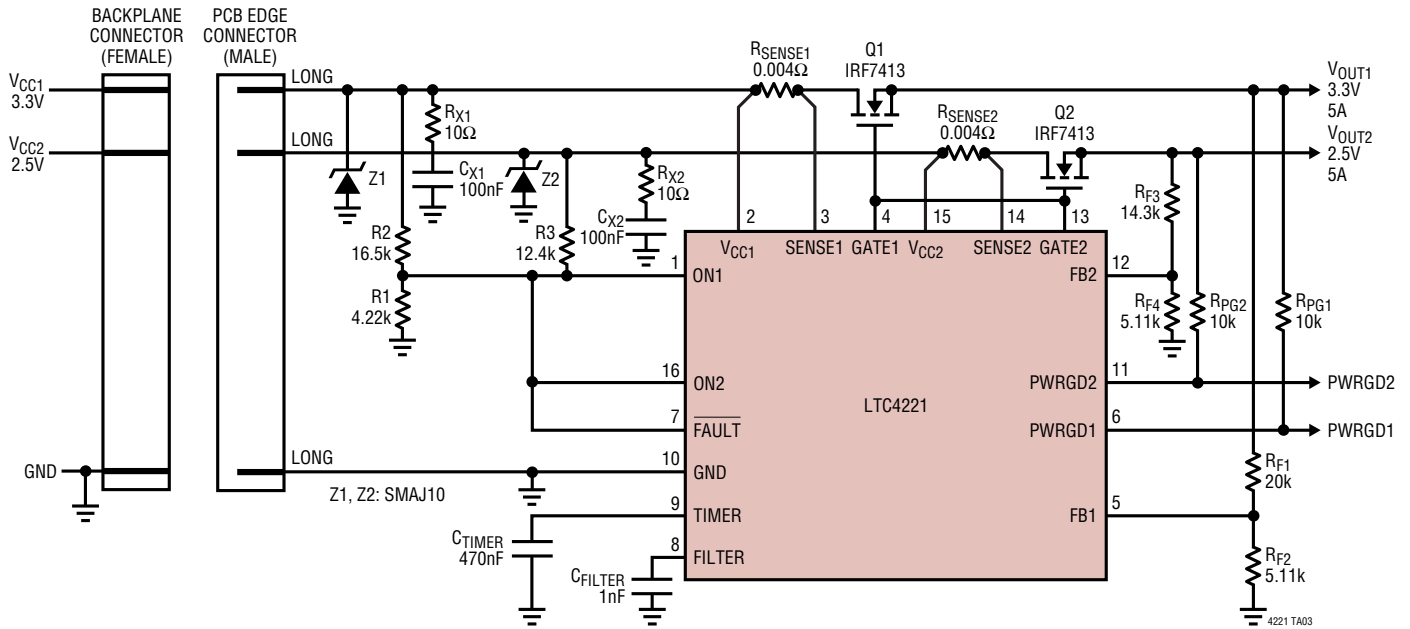 BACKPLANE
CONNECTOR
(FEMALE)
PCB EDGE
CONNECTOR
(MALE)
VCC1
3.3V
VCC2
2.5V
GND
LONG
LONG
LONG
RSENSE1
0.004Ω
Q1
IRF7413
RSENSE2
0.004Ω
Q2
IRF7413
VOUT1
3.3V
5A
VOUT2
2.5V
5A
RX1
10Ω
CX1
100nF
Z1
Z2
RX2
10Ω
CX2
100nF
R2
16.5k
R3
12.4k
R1
4.22k
RF3
14.3k
RF4
5.11k
RPG2
10k
RPG1
10k
2
3
4
15
14
13
VCC1
SENSE1
GATE1
VCC2
SENSE2
GATE2
1
ON1
FB2
12
16
ON2
PWRGD2
11
PWRGD2
LTC4221
7
FAULT
PWRGD1
6
PWRGD1
10
GND
Z1, Z2: SMAJ10
9
TIMER
FB1
5
8
FILTER
CTIMER
470nF
CFILTER
1nF
RF1
20k
RF2
5.11k
4221 TA03